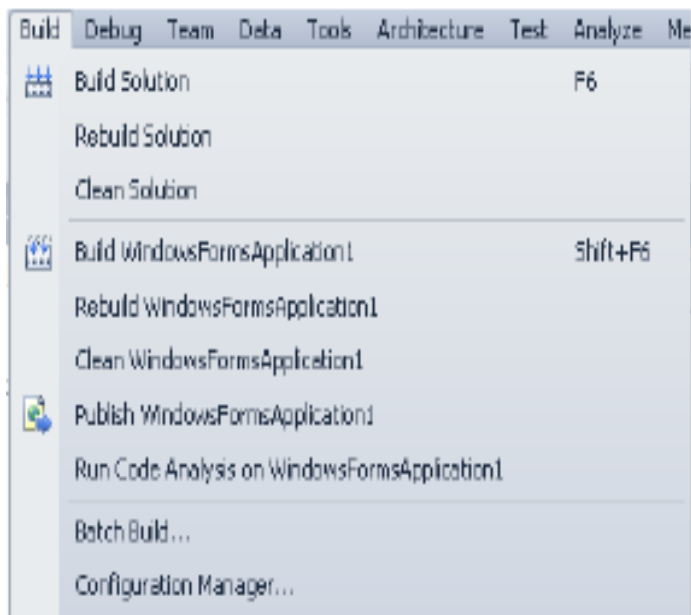 Build Debug Team Data Tools Architecture Test Analyze Me
Build Solution F6
Rebuild Solution
Clean Solution
Build WindowsFormsApplication1 Shift+F6
Rebuild WindowsFormsApplication1
Clean WindowsFormsApplication1
Publish WindowsFormsApplication1
Run Code Analysis on WindowsFormsApplication1
Batch Build...
Configuration Manager...